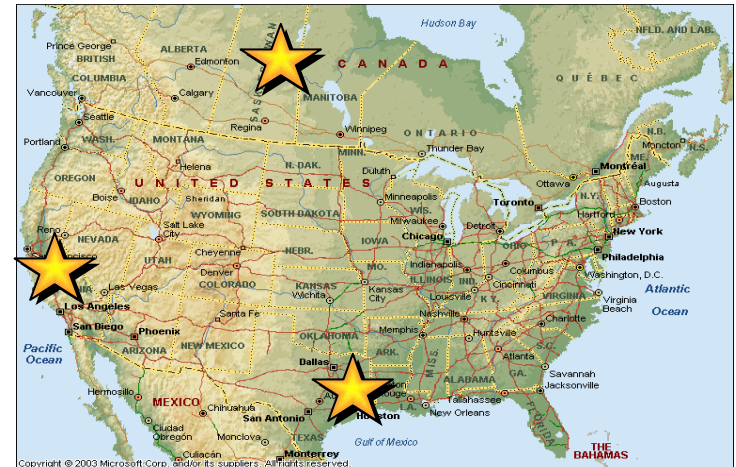 Hudson Bay
NFLD. AND LAB.
Prince George
ALBERTA
BRITISH
COLUMBIA
Edmonton
CANADA
QUÉBEC
Vancouver
Calgary
MANITOBA
Seattle
Regina
Winnipeg
ONTARIO
N.B.
Portland
WASH.
MONTANA
Thunder Bay
Moncton
N.S.
MINN.
ME.
Helena
N. DAK.
Duluth
Montréal
OREGON
UNITED STATES
Ottawa
Augusta
Boise
IDAHO
Sheridan
Minneapolis
Toronto
N.Y.
WYOMING
SOUTH DAKOTA
WIS.
Boston
Milwaukee
Detroit
Hartford
Reno
Salt Lake
City
Chicago
New York
NEVADA
Cheyenne
NEBR.
IOWA
OHIO
P A.
Philadelphia
UTAH
Denver
Indianapolis
Columbus
Washington, D.C.
COLORADO
MO.
ILLINOIS
IND.
Cincinnati
Las Vegas
KANSAS
Kansas
City
Atlantic
Ocean
Wichita
Louisville
KY.
VIRGINIA
Virginia
Beach
Los Angeles
Santa Fe
Nashville
Charlotte
San Diego
Phoenix
OKLAHOMA
Memphis
Huntsville
Pacific
Ocean
ARIZONA
NEW MEXICO
ARK.
S.C.
Dallas
Atlanta
MISS.
ALABAMA
GA.
Savannah
Hermosillo
MEXICO
Jacksonville
Tallahassee
Chihuahua
San Antonio
Houston
LA.
New Orleans
Ciudad
Obregón
Monclova
TEXAS
Gulf of Mexico
THE
BAHAMAS
Culiacán
Monterrey
Copyright © 2003 Microsoft Corp. and/or its suppliers. All rights reserved.